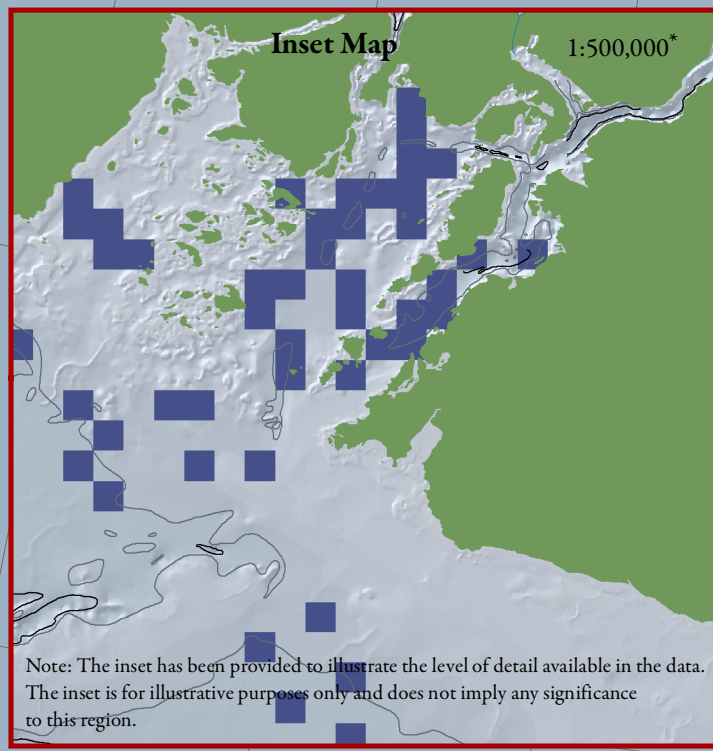 Inset Map
1:500,000*
Note: The inset has been provided to illustrate the level of detail available in the data.
The inset is for illustrative purposes only and does not imply any significance
to this region.